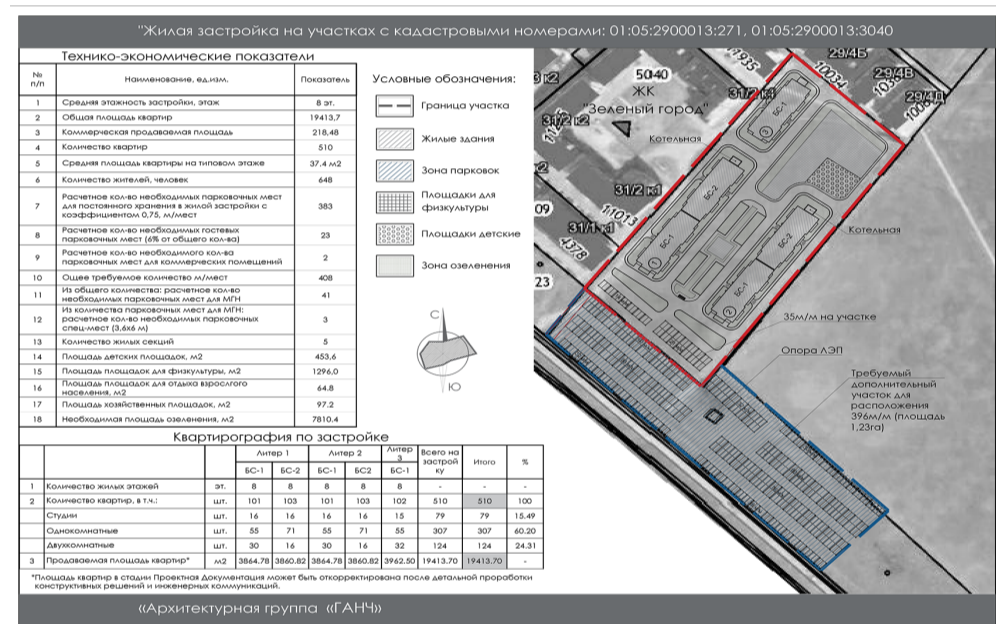 "Жилая застройка на участках с кадастровыми номерами: 01:05:2900013:271, 01:05:2900013:3040
Технико-экономические показатели
№ п/п Наименование, ед.изм. Показатель
1 Средняя этажность застройки, этаж 8 эт.
2 Общая площадь квартир 19413,7
3 Коммерческая продаваемая площадь 218,48
4 Количество квартир 510
5 Средняя площадь квартиры на типовом этаже 37.4 м2
6 Количество жителей, человек 648
7 Расчетное кол-во необходимых парковочных мест
для постоянного хранения в жилой застройки с
коэффициентом 0,75, м/мест 383
8 Расчетное кол-во необходимых гостевых
парковочных мест (6% от общего кол-ва) 23
9 Расчетное кол-во необходимого кол-ва
парковочных мест для коммерческих помещений 2
10 Ощее требуемое количество м/мест 408
11 Из общего количества: расчетное кол-во
необходимых парковочных мест для МГН 41
12 Из количества парковочных мест для МГН:
расчетное кол-во необходимых парковочных
спец-мест (3,6х6 м) 3
13 Количество жилых секций 5
14 Площадь детских площадок, м2 453,6
15 Площадь площадок для физкультуры, м2 1296,0
16 Площадь площадок для отдыха взрослого
населения, м2 64.8
17 Площадь хозяйственных площадок, м2 97.2
18 Необходимая площадь озеленения, м2 7810.4
Условные обозначения:
Граница участка
Жилые здания
Зона парковок
Площадки для
физкультуры
Площадки детские
Зона озеленения
С
Ю
50:40
ЖК
"Зеленый город"
Котельная
31/2 к1
31/2 к2
11935
10034
29/4Б
29/4В
29/4Д
31/2 к1
11013
31/1 к1
4378
09
23
БС-1
3
БС-2
БС-1
1
БС-2
БС-1
2
Котельная
35м/м на участке
Опора ЛЭП
Требуемый
дополнительный
участок для
расположения
396м/м (площадь
1,23га)
Квартирография по застройке
Литер 1 Литер 2 Литер 3 Всего на застройку Итого %
БС-1 БС-2 БС-1 БС2 БС-1
1 Количество жилых этажей эт. 8 8 8 8 8 - - -
2 Количество квартир, в т.ч.: шт. 101 103 101 103 102 510 510 100
Студии шт. 16 16 16 16 15 79 79 15.49
Однокомнатные шт. 55 71 55 71 55 307 307 60.20
Двухкомнатные шт. 30 16 30 16 32 124 124 24.31
3 Продаваемая площадь квартир* м2 3864.78 3860.82 3864.78 3860.82 3962.50 19413.70 19413.70 -
*Площадь квартир в стадии Проектная Документация может быть откорректирована после детальной проработки
конструктивных решений и инженерных коммуникаций.
«Архитектурная группа «ГАНЧ»